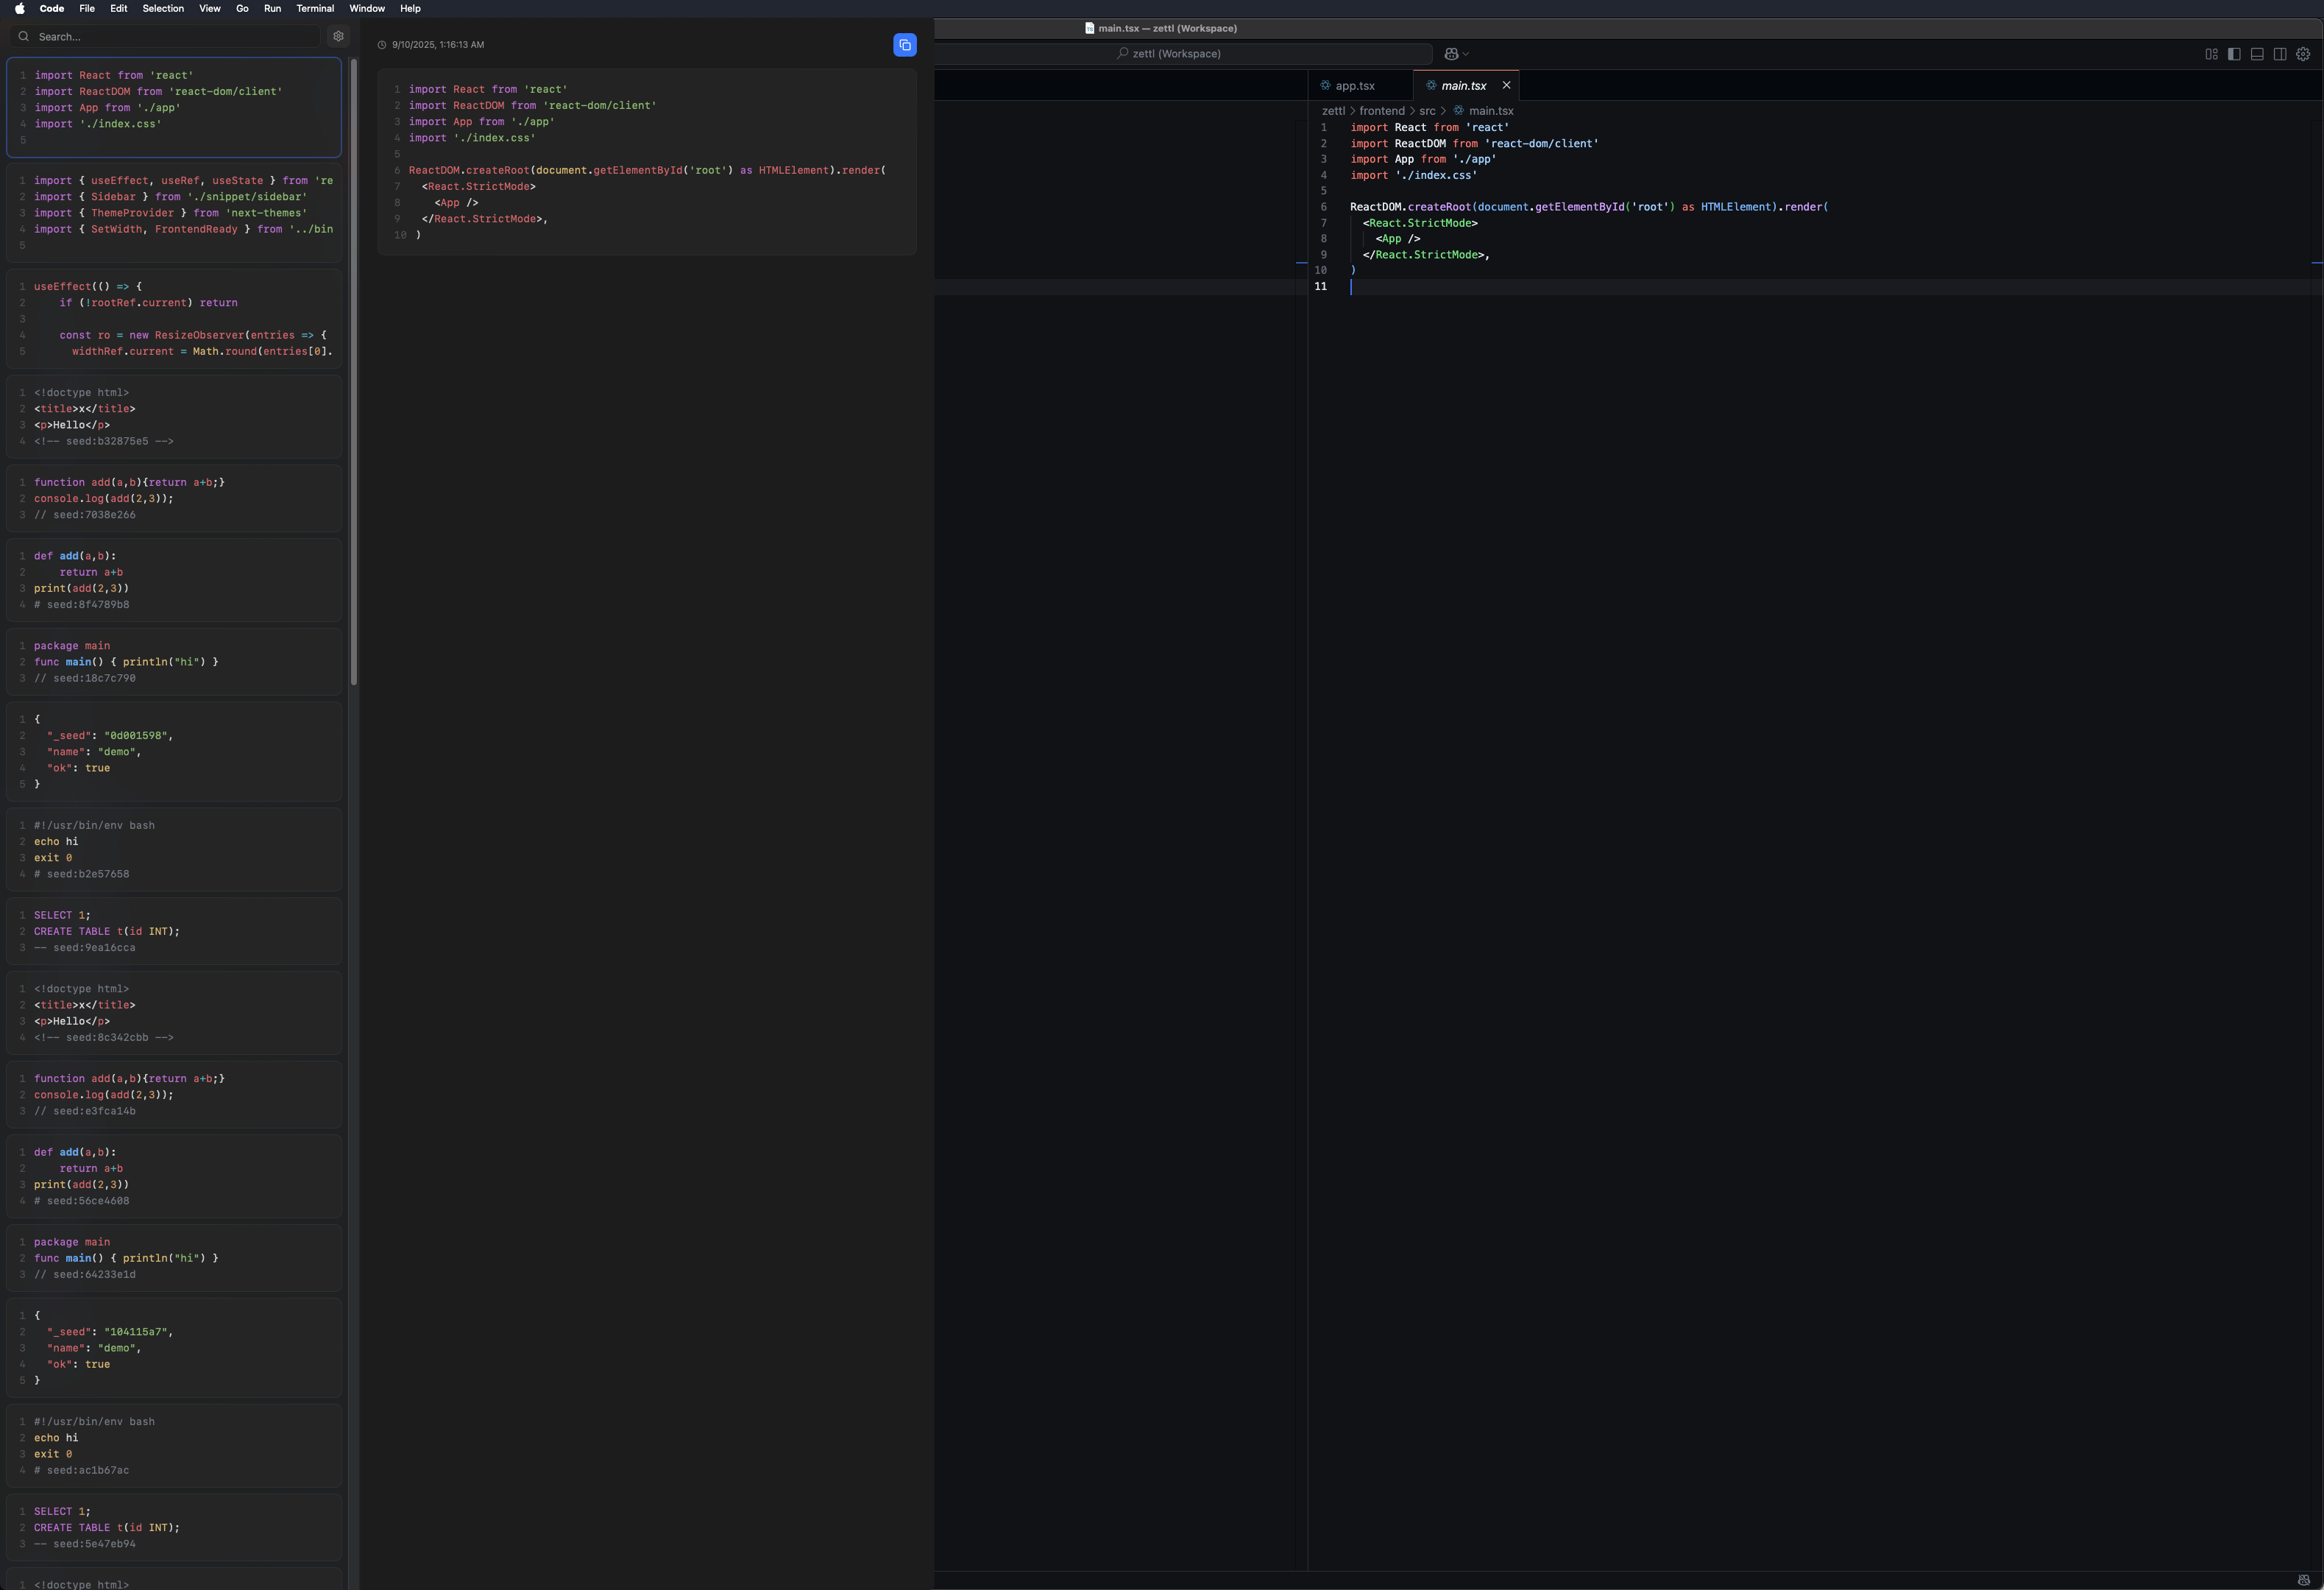 Code File Edit Selection View Go Run Terminal Window Help
Search...
1 import React from 'react'
2 import ReactDOM from 'react-dom/client'
3 import App from './app'
4 import './index.css'
5
1 import { useEffect, useRef, useState } from 're
2 import { Sidebar } from './snippet/sidebar'
3 import { ThemeProvider } from 'next-themes'
4 import { SetWidth, FrontendReady } from '../bin
5
1 useEffect(() => {
2     if (!rootRef.current) return
3
4     const ro = new ResizeObserver(entries => {
5       widthRef.current = Math.round(entries[0].
1 <!doctype html>
2 <title>x</title>
3 <p>Hello</p>
4 <!-- seed:b32875e5 -->
1 function add(a,b){return a+b;}
2 console.log(add(2,3));
3 // seed:7038e266
1 def add(a,b):
2     return a+b
3 print(add(2,3))
4 # seed:8f4789b8
1 package main
2 func main() { println("hi") }
3 // seed:18c7c790
1 {
2   "_seed": "0d001598",
3   "name": "demo",
4   "ok": true
5 }
1 #!/usr/bin/env bash
2 echo hi
3 exit 0
4 # seed:b2e57658
1 SELECT 1;
2 CREATE TABLE t(id INT);
3 -- seed:9ea16cca
1 <!doctype html>
2 <title>x</title>
3 <p>Hello</p>
4 <!-- seed:8c342cbb -->
1 function add(a,b){return a+b;}
2 console.log(add(2,3));
3 // seed:e3fca14b
1 def add(a,b):
2     return a+b
3 print(add(2,3))
4 # seed:56ce4608
1 package main
2 func main() { println("hi") }
3 // seed:64233e1d
1 {
2   "_seed": "104115a7",
3   "name": "demo",
4   "ok": true
5 }
1 #!/usr/bin/env bash
2 echo hi
3 exit 0
4 # seed:ac1b67ac
1 SELECT 1;
2 CREATE TABLE t(id INT);
3 -- seed:5e47eb94
1 <!doctype html>
9/10/2025, 1:16:13 AM
1 import React from 'react'
2 import ReactDOM from 'react-dom/client'
3 import App from './app'
4 import './index.css'
5
6 ReactDOM.createRoot(document.getElementById('root') as HTMLElement).render(
7   <React.StrictMode>
8     <App />
9   </React.StrictMode>,
10 )
main.tsx — zettl (Workspace)
zettl (Workspace)
app.tsx main.tsx
zettl > frontend > src > main.tsx
1 import React from 'react'
2 import ReactDOM from 'react-dom/client'
3 import App from './app'
4 import './index.css'
5
6 ReactDOM.createRoot(document.getElementById('root') as HTMLElement).render(
7   <React.StrictMode>
8     <App />
9   </React.StrictMode>,
10 )
11